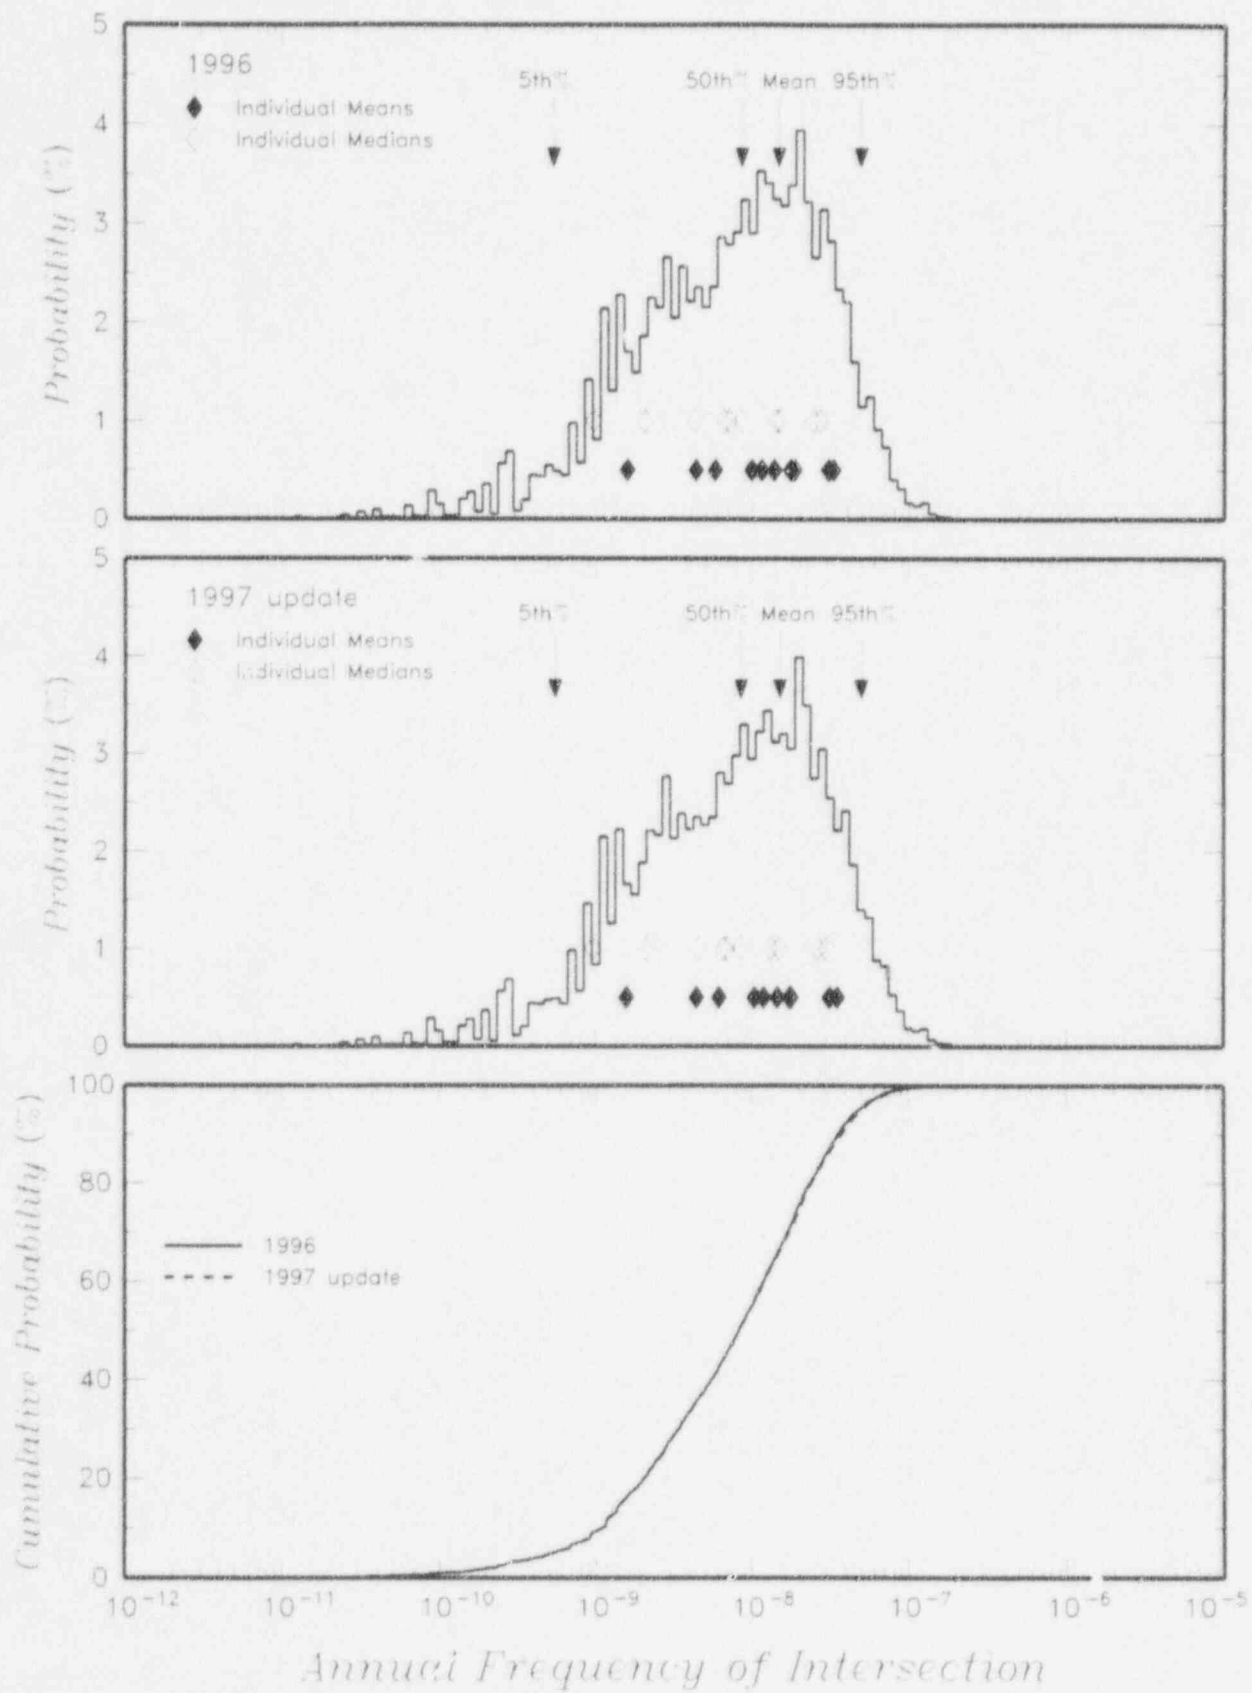 5
4
3
2
1
0
Probability (%)
1996
Individual Means
Individual Medians
5th%
50th% Mean 95th%
5
4
3
2
1
0
Probability (%)
1997 update
Individual Means
Individual Medians
5th%
50th% Mean 95th%
100
80
60
40
20
0
Cumulative Probability (%)
1996
1997 update
10⁻¹² 10⁻¹¹ 10⁻¹⁰ 10⁻⁹ 10⁻⁸ 10⁻⁷ 10⁻⁶ 10⁻⁵
Annual Frequency of Intersection